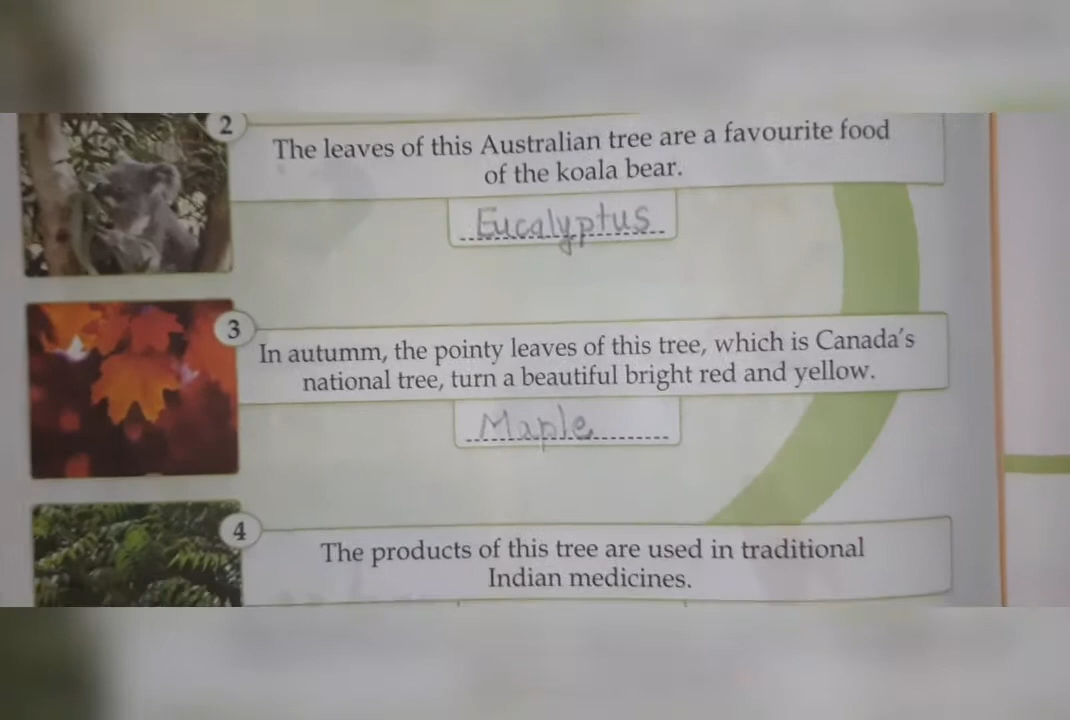 2
The leaves of this Australian tree are a favourite food
of the koala bear.
Eucalyptus
3
In autumm, the pointy leaves of this tree, which is Canada's
national tree, turn a beautiful bright red and yellow.
Maple
4
The products of this tree are used in traditional
Indian medicines.